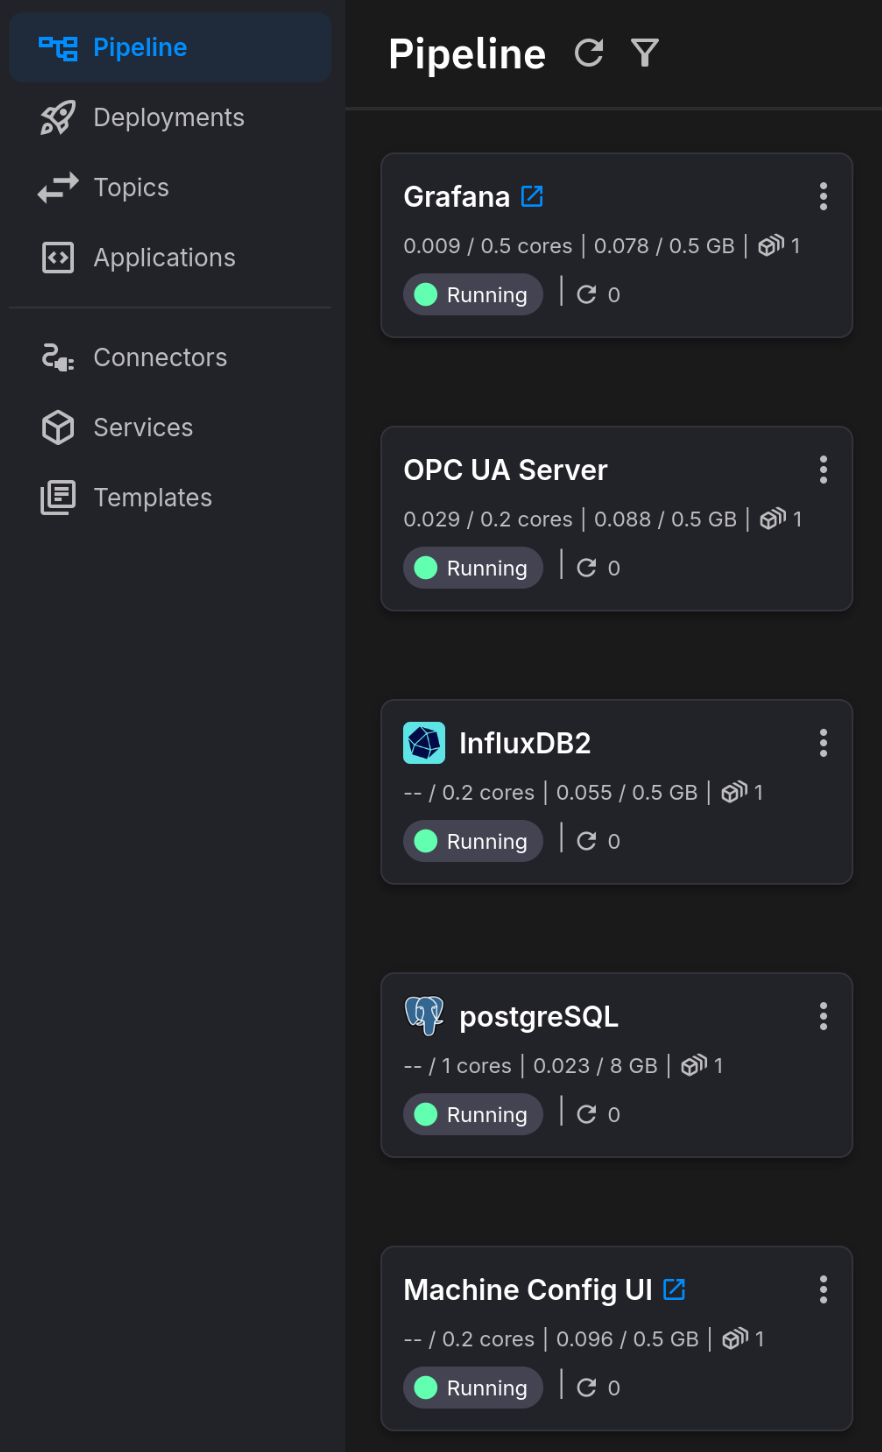 Pipeline
Deployments
Topics
Applications
Connectors
Services
Templates
Pipeline
Grafana
0.009 / 0.5 cores | 0.078 / 0.5 GB | 1
Running | 0
OPC UA Server
0.029 / 0.2 cores | 0.088 / 0.5 GB | 1
Running | 0
InfluxDB2
-- / 0.2 cores | 0.055 / 0.5 GB | 1
Running | 0
postgreSQL
-- / 1 cores | 0.023 / 8 GB | 1
Running | 0
Machine Config UI
-- / 0.2 cores | 0.096 / 0.5 GB | 1
Running | 0